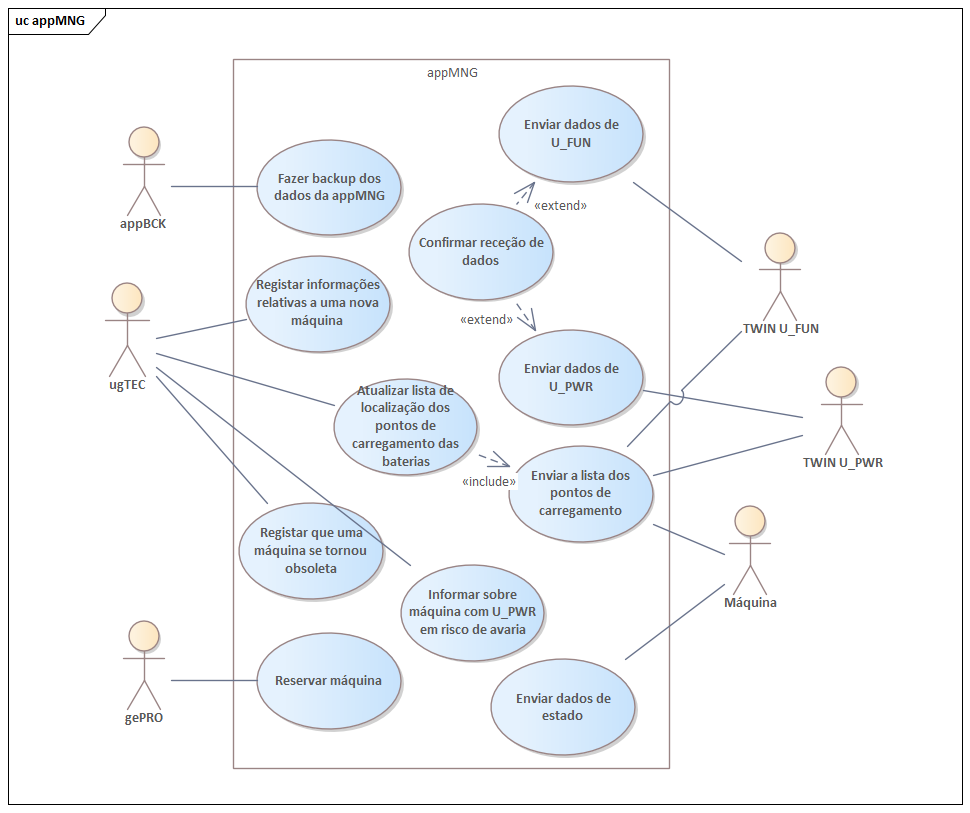 uc appMNG
appMNG
Enviar dados de
U_FUN
Fazer backup dos
dados da appMNG
appBCK
«extend»
Confirmar receção de
dados
Registar informações
relativas a uma nova
máquina
TWIN U_FUN
«extend»
ugTEC
Enviar dados de
U_PWR
Atualizar lista de
localização dos
pontos de
carregamento das
baterias
TWIN U_PWR
«include»
Enviar a lista dos
pontos de
carregamento
Registar que uma
máquina se tornou
obsoleta
Máquina
Informar sobre
máquina com U_PWR
em risco de avaria
Reservar máquina
gePRO
Enviar dados de
estado